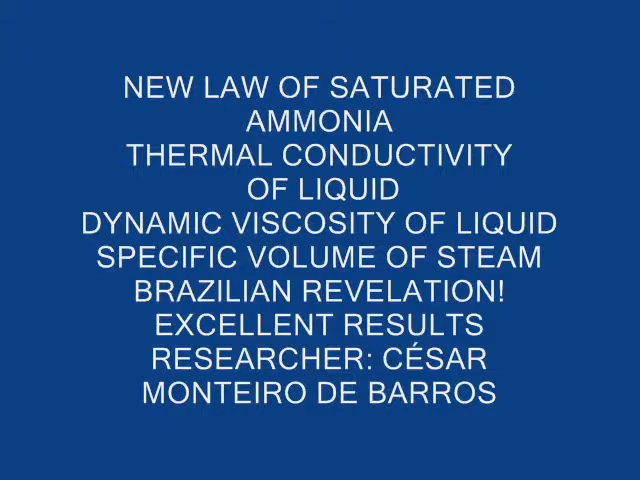 NEW LAW OF SATURATED
AMMONIA
THERMAL CONDUCTIVITY
OF LIQUID
DYNAMIC VISCOSITY OF LIQUID
SPECIFIC VOLUME OF STEAM
BRAZILIAN REVELATION!
EXCELLENT RESULTS
RESEARCHER: CÉSAR
MONTEIRO DE BARROS